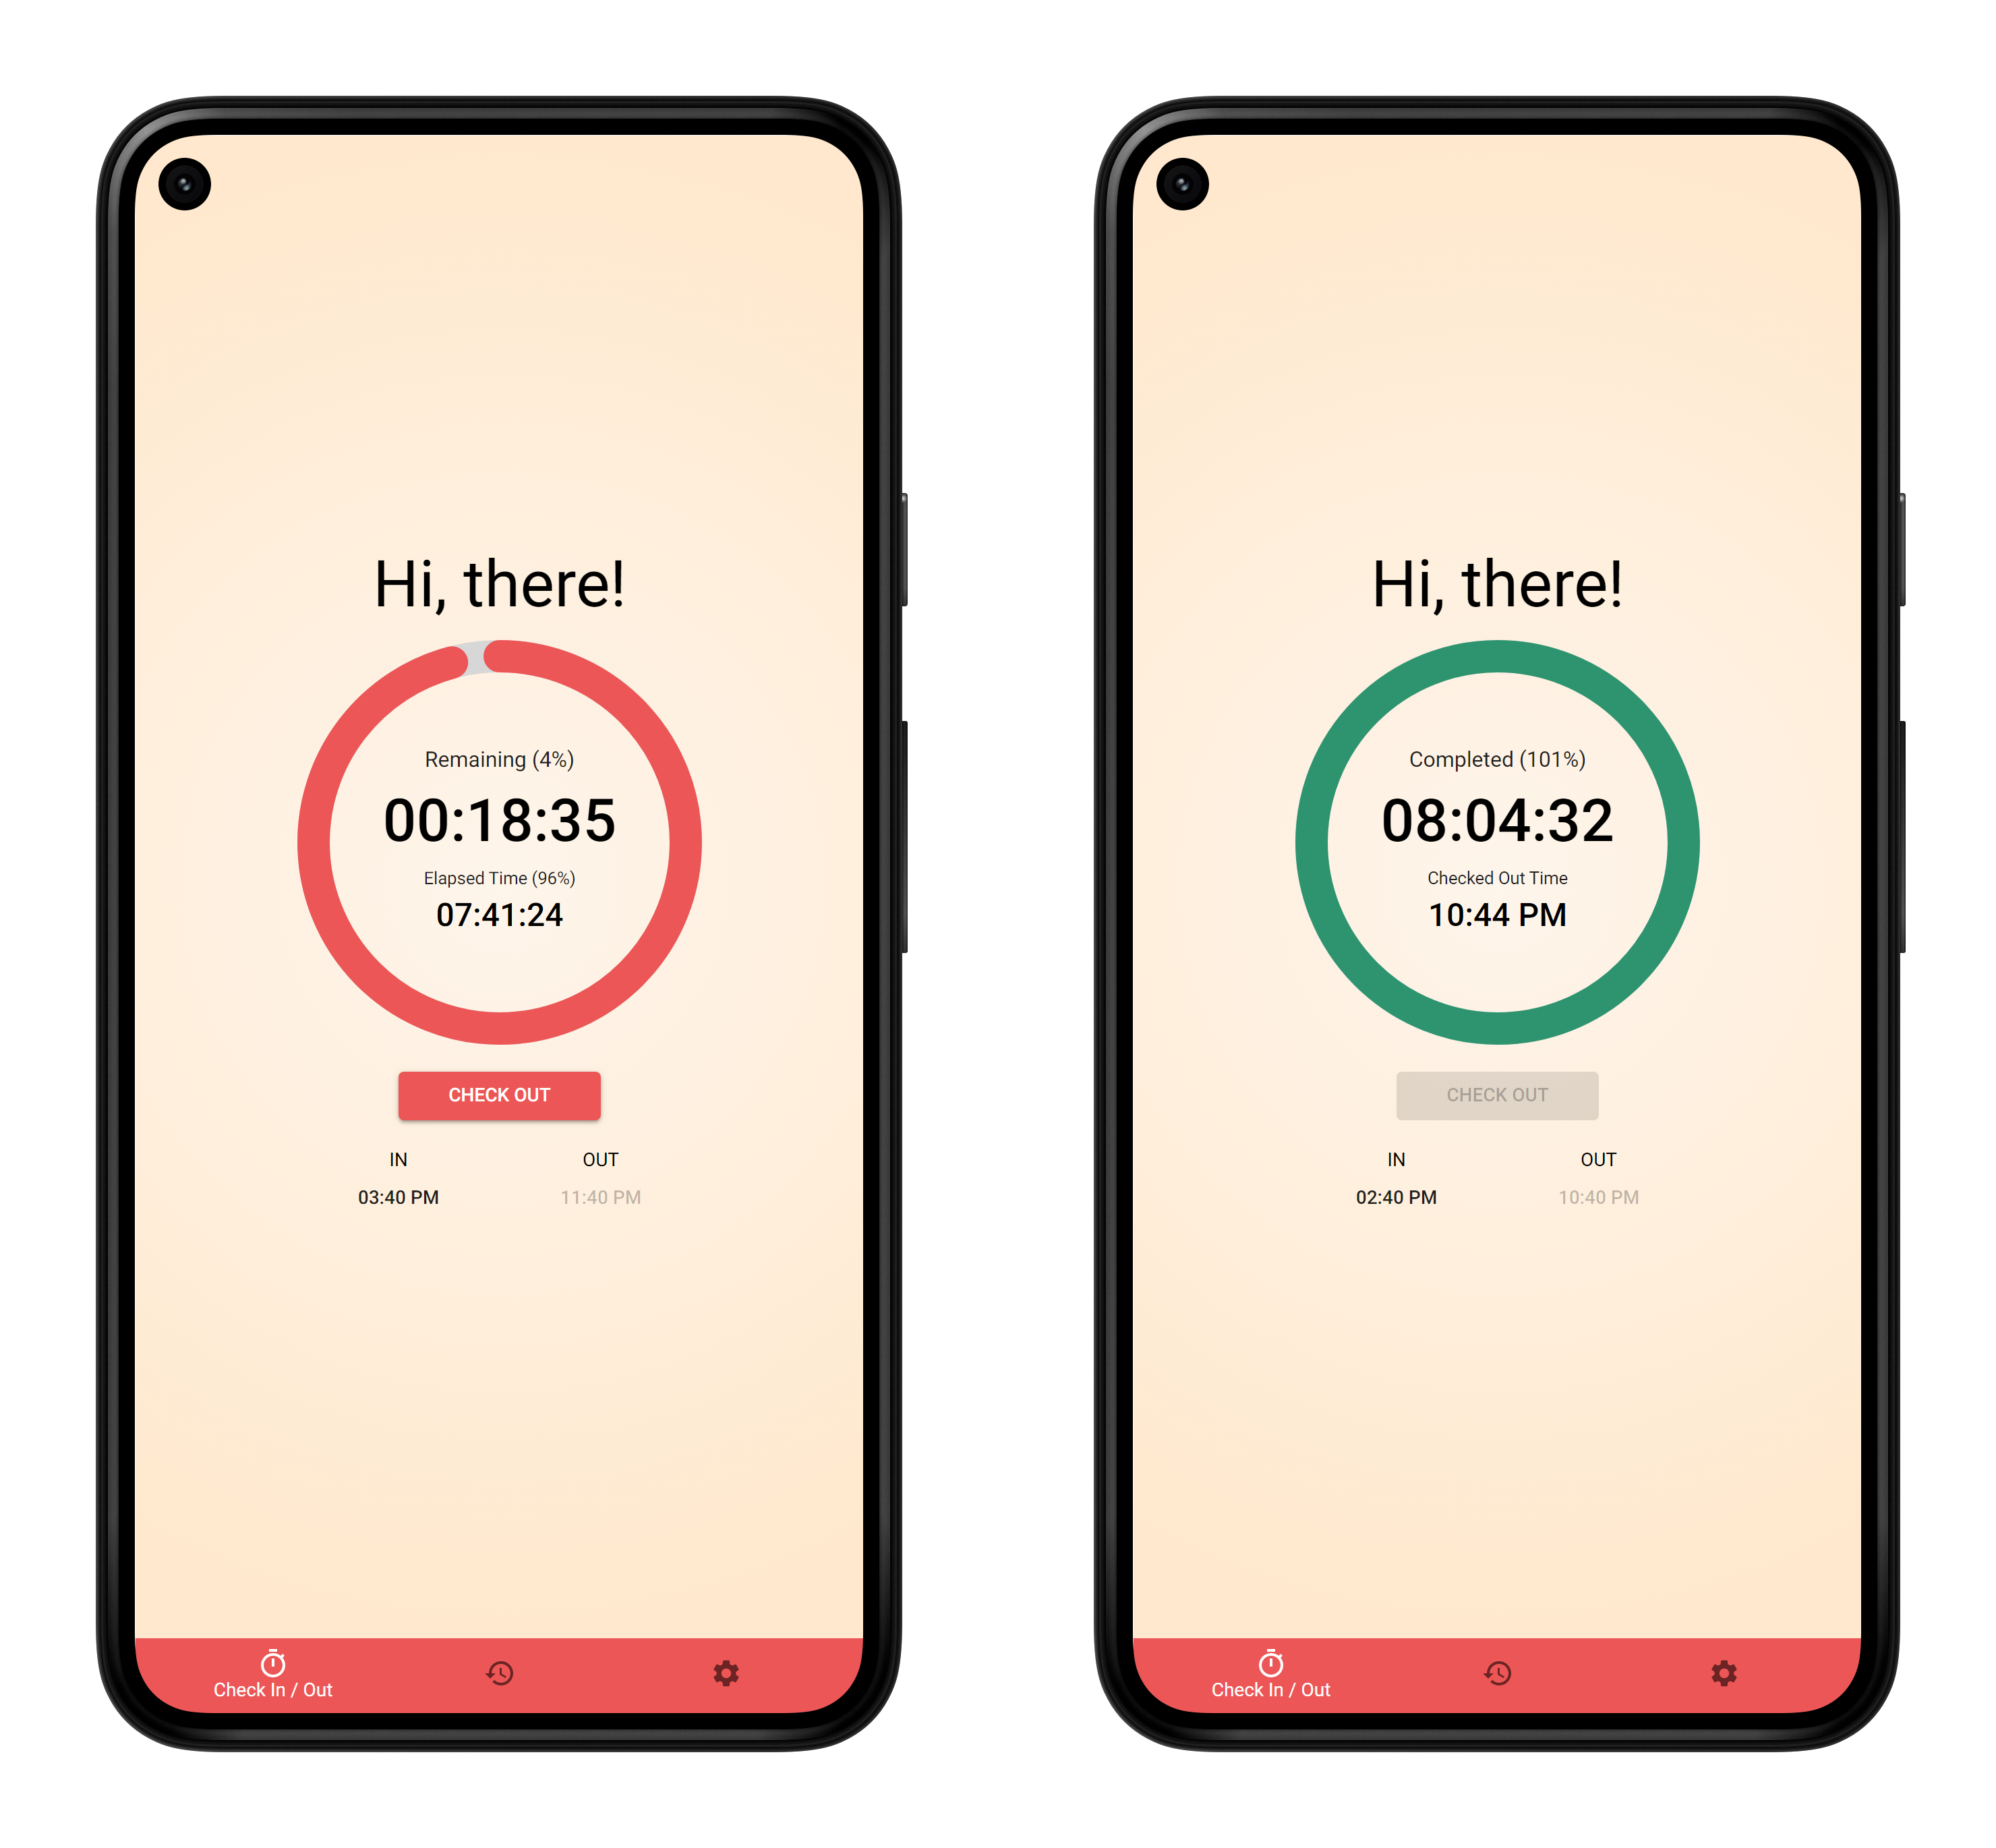 Hi, there!
Remaining (4%)
00:18:35
Elapsed Time (96%)
07:41:24
CHECK OUT
IN OUT
03:40 PM 11:40 PM
Check In / Out
Hi, there!
Completed (101%)
08:04:32
Checked Out Time
10:44 PM
CHECK OUT
IN OUT
02:40 PM 10:40 PM
Check In / Out